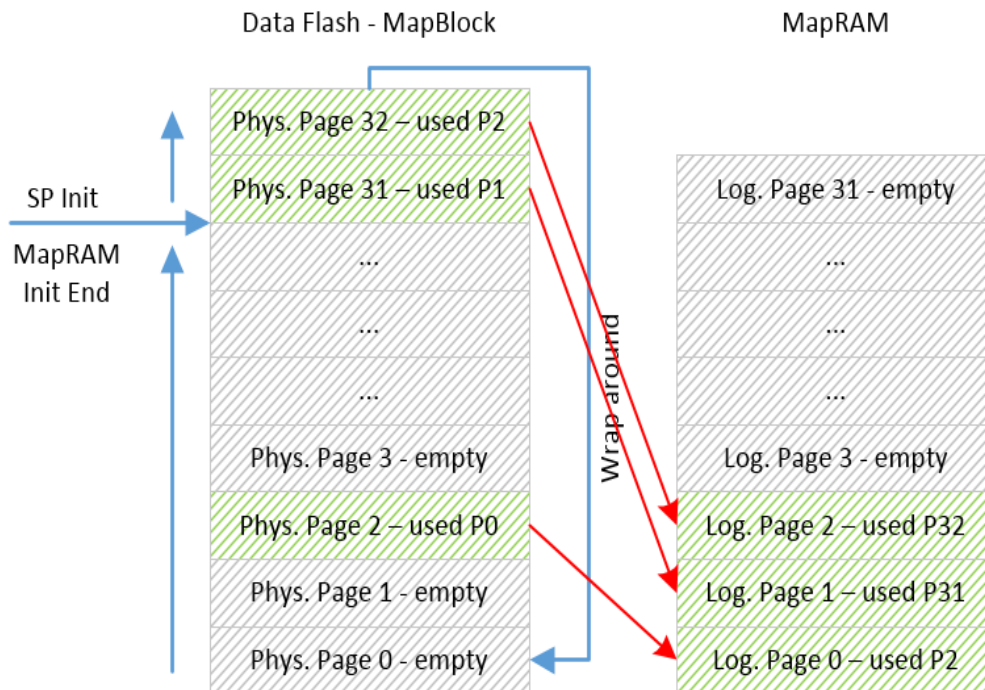 Data Flash - MapBlock
MapRAM
Phys. Page 32 – used P2
Phys. Page 31 – used P1
Log. Page 31 - empty
SP Init
MapRAM
Init End
...
...
...
...
...
...
Wrap around
Phys. Page 3 - empty
Log. Page 3 - empty
Phys. Page 2 – used P0
Log. Page 2 – used P32
Phys. Page 1 - empty
Log. Page 1 – used P31
Phys. Page 0 - empty
Log. Page 0 – used P2